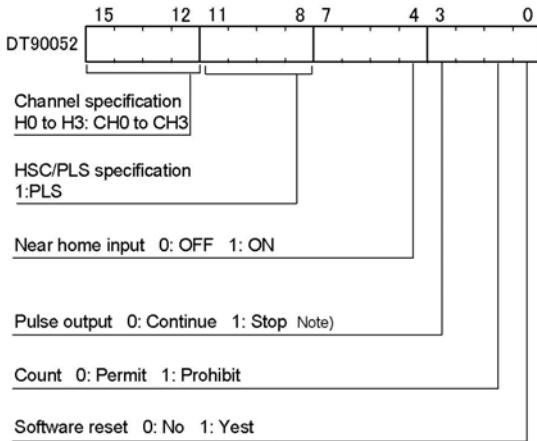 15 12 11 8 7 4 3 0
DT90052
Channel specification
H0 to H3: CH0 to CH3
HSC/PLS specification
1:PLS
Near home input 0: OFF 1: ON
Pulse output 0: Continue 1: Stop Note)
Count 0: Permit 1: Prohibit
Software reset 0: No 1: Yest